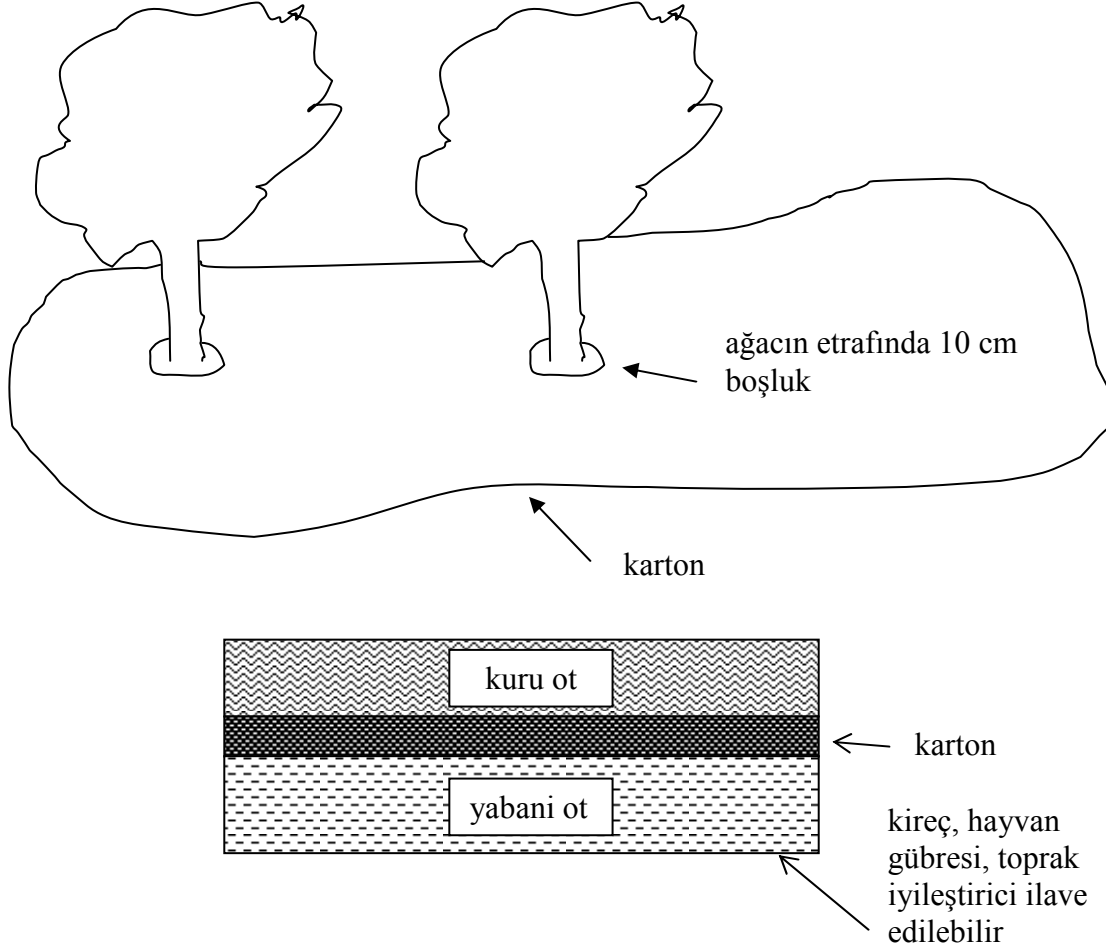 ağacın etrafında 10 cm
boşluk
karton
kuru ot
karton
yabani ot
kireç, hayvan
gübresi, toprak
iyileştirici ilave
edilebilir